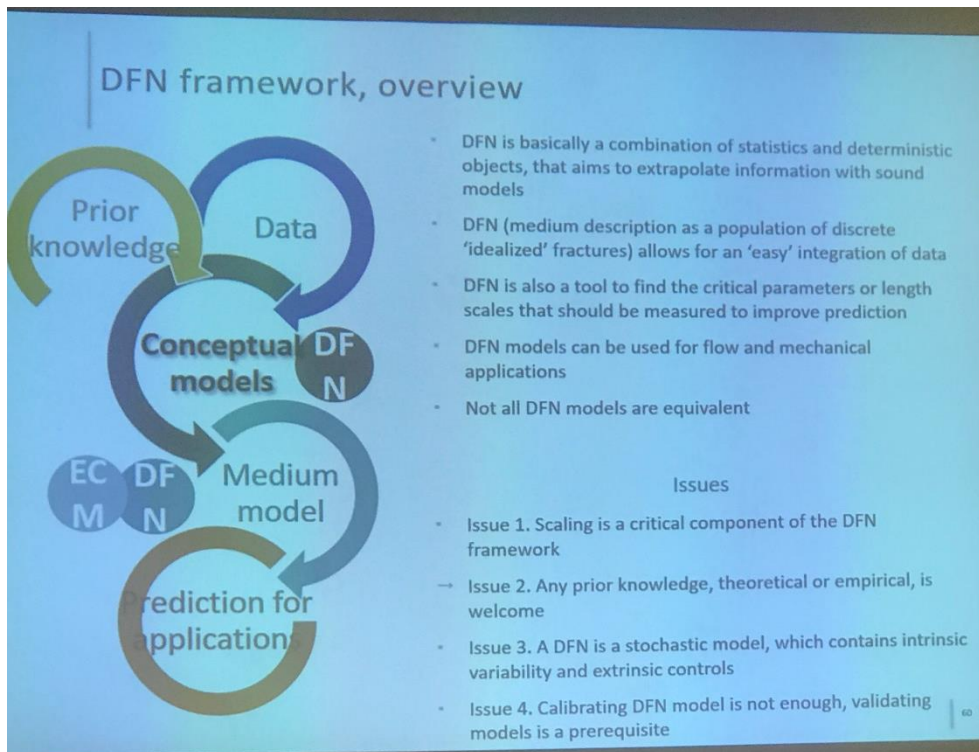 DFN framework, overview
Prior
knowledge
Data
Conceptual
models
DF
N
EC
M
DF
N
Medium
model
Prediction for
applications
DFN is basically a combination of statistics and deterministic
objects, that aims to extrapolate information with sound
models
DFN (medium description as a population of discrete
‘idealized’ fractures) allows for an ‘easy’ integration of data
DFN is also a tool to find the critical parameters or length
scales that should be measured to improve prediction
DFN models can be used for flow and mechanical
applications
Not all DFN models are equivalent
Issues
Issue 1. Scaling is a critical component of the DFN
framework
→ Issue 2. Any prior knowledge, theoretical or empirical, is
welcome
Issue 3. A DFN is a stochastic model, which contains intrinsic
variability and extrinsic controls
Issue 4. Calibrating DFN model is not enough, validating
models is a prerequisite
60